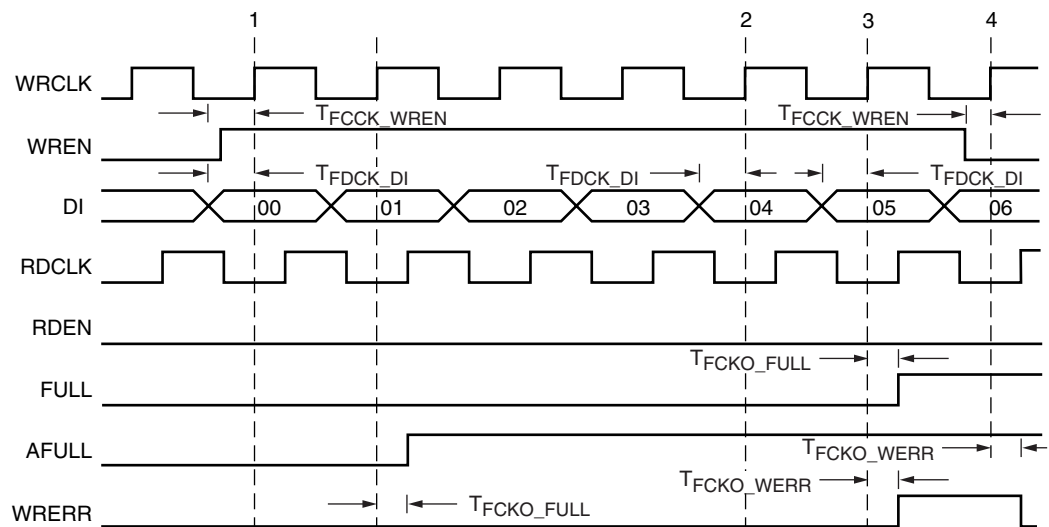 1 2 3 4
WRCLK
TFCCK_WREN TFCCK_WREN
WREN
TFDCK_DI TFDCK_DI TFDCK_DI
DI 00 01 02 03 04 05 06
RDCLK
RDEN
TFCKO_FULL
FULL
AFULL
TFCKO_WERR
TFCKO_WERR
TFCKO_FULL
WRERR